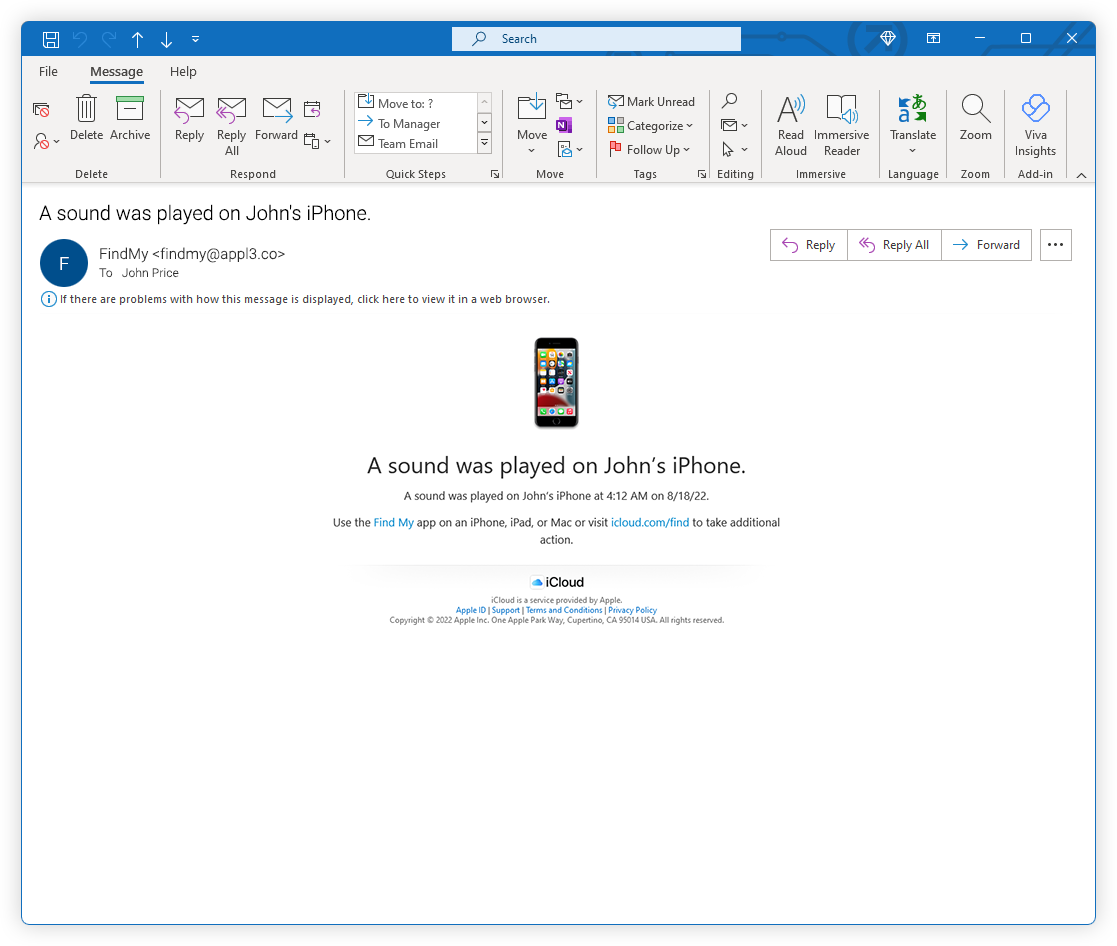 Search
File Message Help
Delete Archive Reply Reply All Forward
Move to: ?
To Manager
Team Email
Move
Mark Unread
Categorize
Follow Up
Read Aloud Immersive Reader Translate Zoom Viva Insights
Delete Respond Quick Steps Move Tags Editing Immersive Language Zoom Add-in
A sound was played on John's iPhone.
F
FindMy <findmy@appl3.co>
To John Price
Reply Reply All Forward
If there are problems with how this message is displayed, click here to view it in a web browser.
A sound was played on John’s iPhone.
A sound was played on John’s iPhone at 4:12 AM on 8/18/22.
Use the Find My app on an iPhone, iPad, or Mac or visit icloud.com/find to take additional
action.
iCloud
iCloud is a service provided by Apple.
Apple ID | Support | Terms and Conditions | Privacy Policy
Copyright © 2022 Apple Inc. One Apple Park Way, Cupertino, CA 95014 USA. All rights reserved.